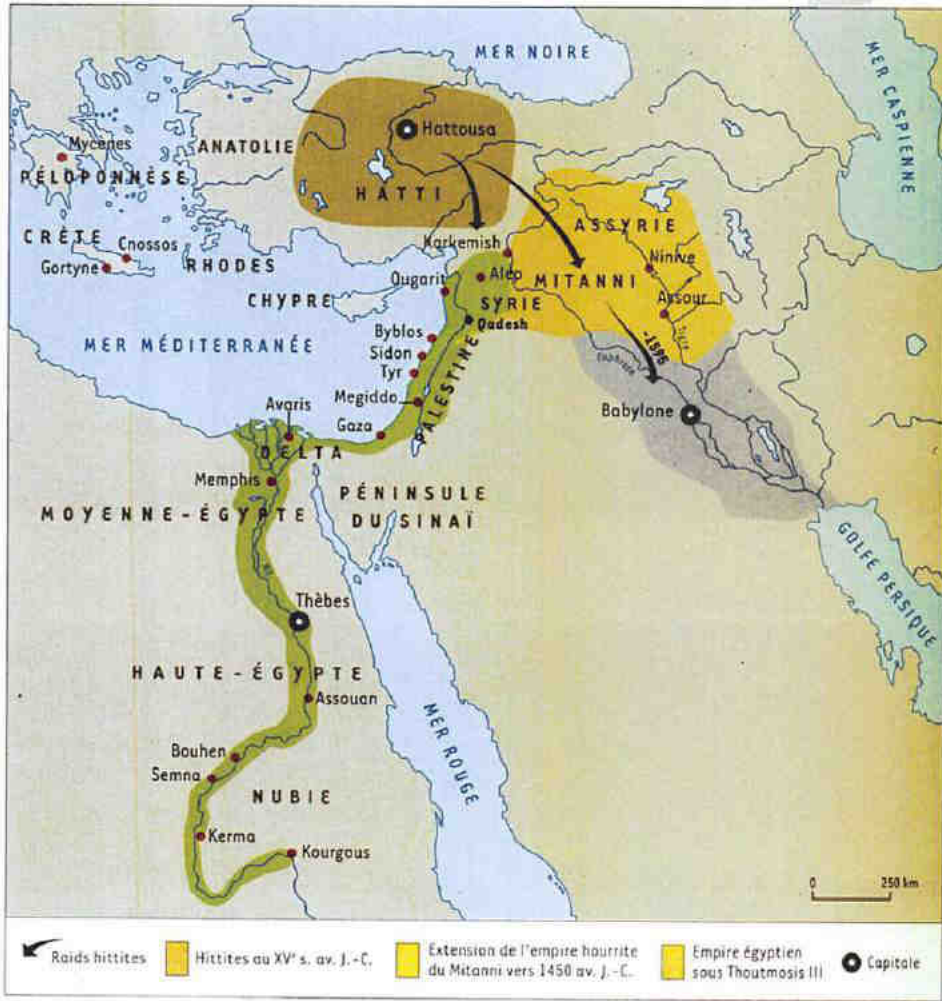 MER NOIRE
MER CASPIENNE
Hattousa
Mycènes
ANATOLIE
PÉLOPONNÈSE
HATTI
ASSYRIE
CRÈTE
Cnossos
Karkemish
Ninive
Gortyne
RHODES
Ougarit
Alep
MITANNI
CHYPRE
SYRIE
Assour
Qadesh
Byblos
Tigre
MER MÉDITERRANÉE
Sidon
-1595
Euphrate
Tyr
PALESTINE
Megiddo
Babylone
Avaris
Gaza
DELTA
Memphis
PÉNINSULE
DU SINAÏ
MOYENNE-ÉGYPTE
GOLFE PERSIQUE
Thèbes
HAUTE-ÉGYPTE
Assouan
MER ROUGE
Bouhen
Semna
NUBIE
Kerma
Kourgous
0 250 km
Raids hittites
Hittites au XVe s. av. J.-C.
Extension de l'empire hourrite
du Mitanni vers 1450 av. J.-C.
Empire égyptien
sous Thoutmosis III
Capitale